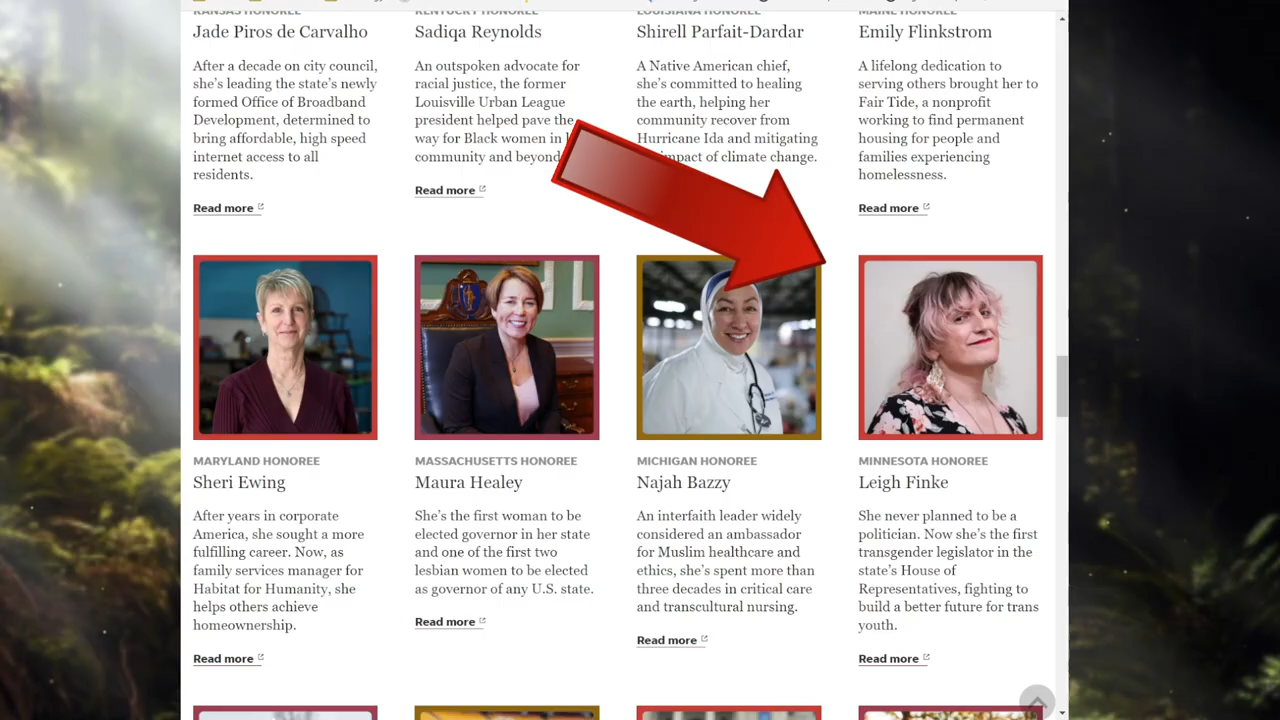 KANSAS HONOREE
Jade Piros de Carvalho
After a decade on city council,
she's leading the state's newly
formed Office of Broadband
Development, determined to
bring affordable, high speed
internet access to all
residents.
Read more
KENTUCKY HONOREE
Sadiqa Reynolds
An outspoken advocate for
racial justice, the former
Louisville Urban League
president helped pave the
way for Black women in
community and beyond
Read more
LOUISIANA HONOREE
Shirell Parfait-Dardar
A Native American chief,
she's committed to healing
the earth, helping her
community recover from
Hurricane Ida and mitigating
impact of climate change.
MAINE HONOREE
Emily Flinkstrom
A lifelong dedication to
serving others brought her to
Fair Tide, a nonprofit
working to find permanent
housing for people and
families experiencing
homelessness.
Read more
MARYLAND HONOREE
Sheri Ewing
After years in corporate
America, she sought a more
fulfilling career. Now, as
family services manager for
Habitat for Humanity, she
helps others achieve
homeownership.
Read more
MASSACHUSETTS HONOREE
Maura Healey
She's the first woman to be
elected governor in her state
and one of the first two
lesbian women to be elected
as governor of any U.S. state.
Read more
MICHIGAN HONOREE
Najah Bazzy
An interfaith leader widely
considered an ambassador
for Muslim healthcare and
ethics, she's spent more than
three decades in critical care
and transcultural nursing.
Read more
MINNESOTA HONOREE
Leigh Finke
She never planned to be a
politician. Now she's the first
transgender legislator in the
state's House of
Representatives, fighting to
build a better future for trans
youth.
Read more